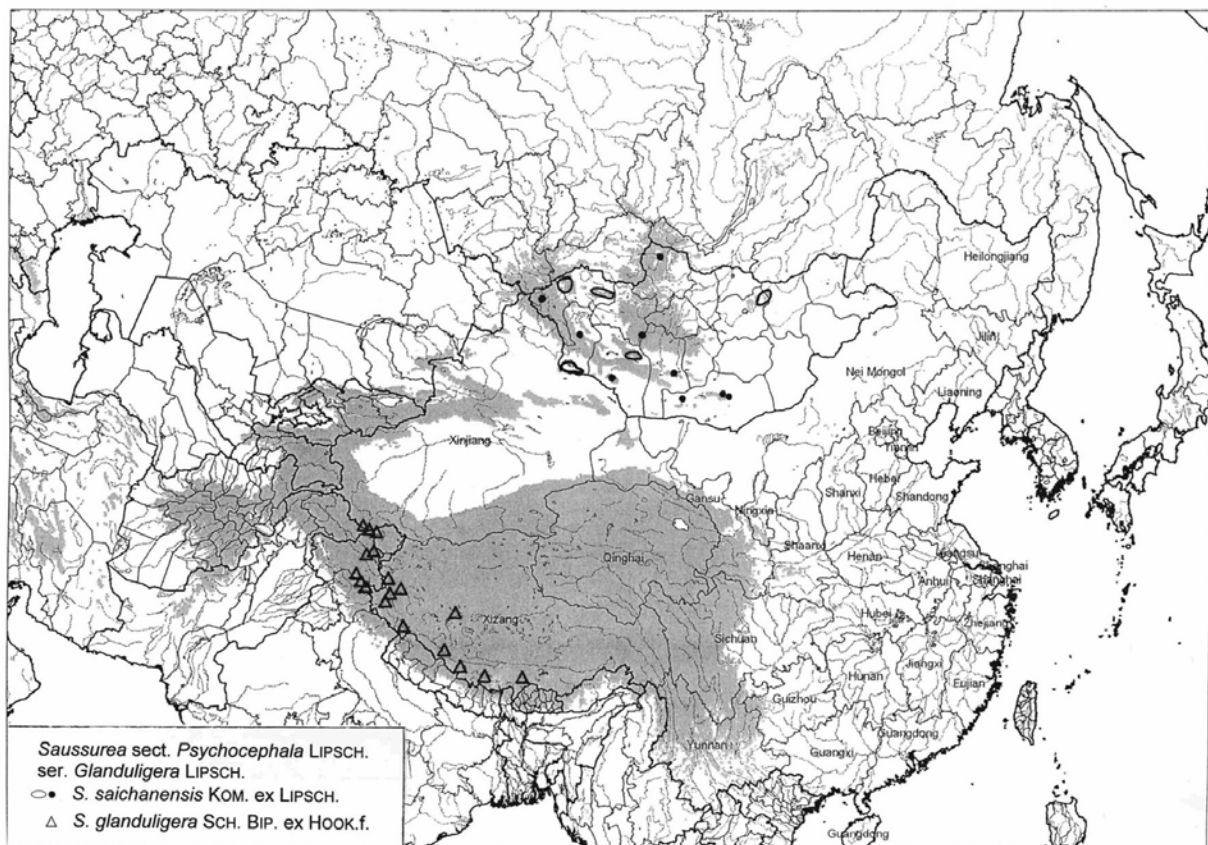 Heilongjiang
Jilin
Nei Mongol
Liaoning
Xinjiang
Beijing
Tianjin
Hebei
Shanxi
Shandong
Gansu
Ningxia
Qinghai
Shaanxi
Henan
Jiangsu
Shanghai
Shanghai
Anhui
Xizang
Hubei
Zhejiang
Sichuan
Jiangxi
Hunan
Fujian
Guizhou
Guangdong
Yunnan
Guangxi
Guangdong
Saussurea sect. Psychocephala LIPSCH.
ser. Glanduligera LIPSCH.
S. saichanensis KOM. ex LIPSCH.
S. glanduligera SCH. BIP. ex HOOK.f.